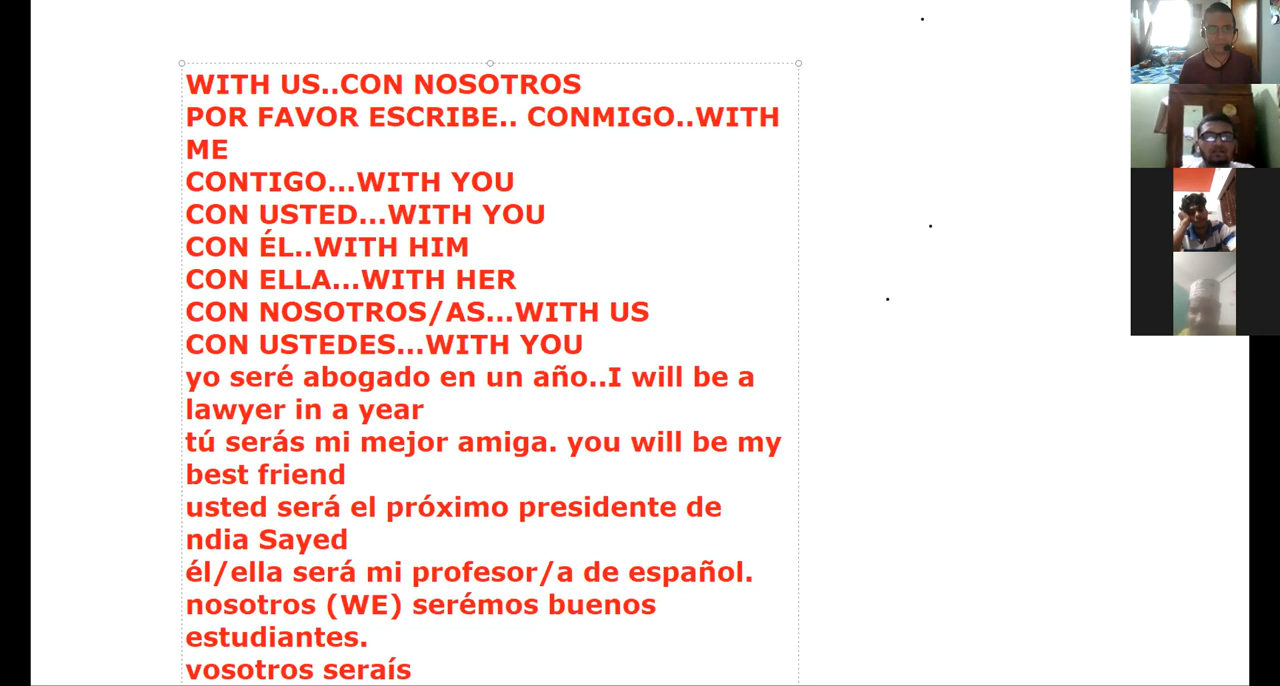 WITH US..CON NOSOTROS
POR FAVOR ESCRIBE.. CONMIGO..WITH
ME
CONTIGO...WITH YOU
CON USTED...WITH YOU
CON ÉL..WITH HIM
CON ELLA...WITH HER
CON NOSOTROS/AS...WITH US
CON USTEDES...WITH YOU
yo seré abogado en un año..I will be a
lawyer in a year
tú serás mi mejor amiga. you will be my
best friend
usted será el próximo presidente de
ndia Sayed
él/ella será mi profesor/a de español.
nosotros (WE) serémos buenos
estudiantes.
vosotros seraís